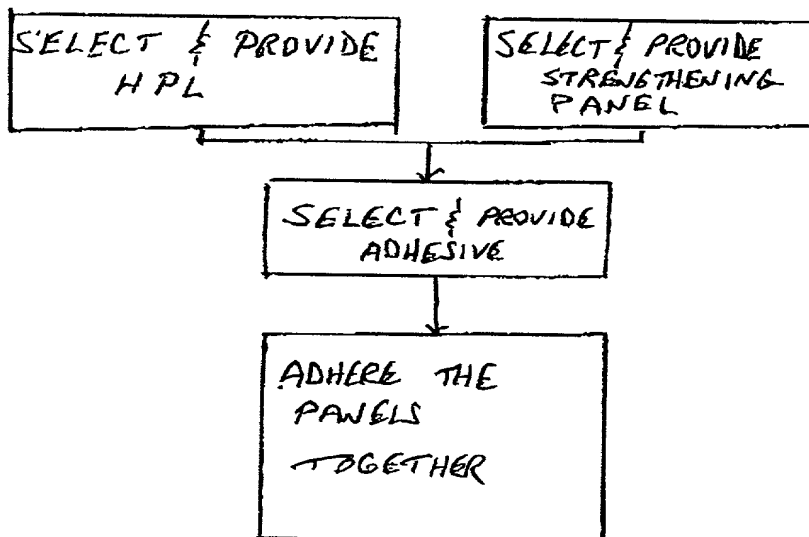 SELECT & PROVIDE
HPL
SELECT & PROVIDE
STRENGTHENING
PANEL
SELECT & PROVIDE
ADHESIVE
ADHERE THE
PANELS
TOGETHER